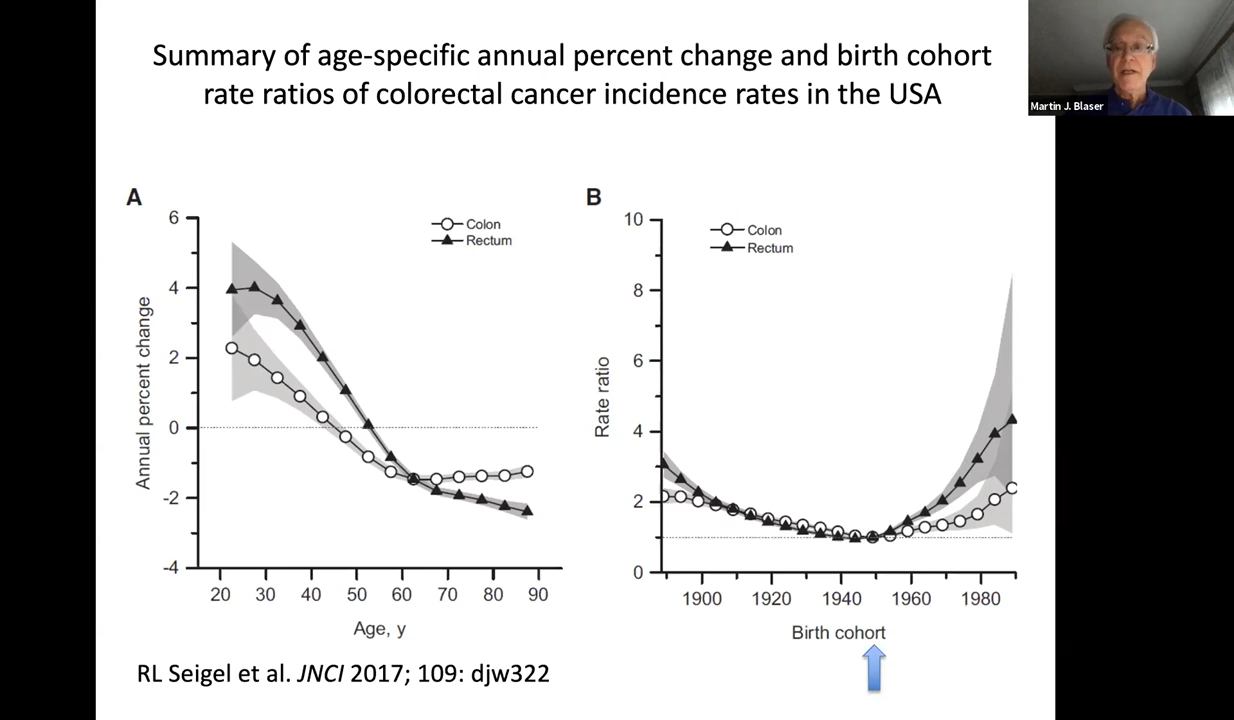 Summary of age-specific annual percent change and birth cohort
rate ratios of colorectal cancer incidence rates in the USA
Martin J. Blaser
A
6
4
2
0
-2
-4
Annual percent change
Colon
Rectum
20 30 40 50 60 70 80 90
Age, y
B
10
8
6
4
2
0
Rate ratio
Colon
Rectum
1900 1920 1940 1960 1980
Birth cohort
RL Seigel et al. JNCI 2017; 109: djw322